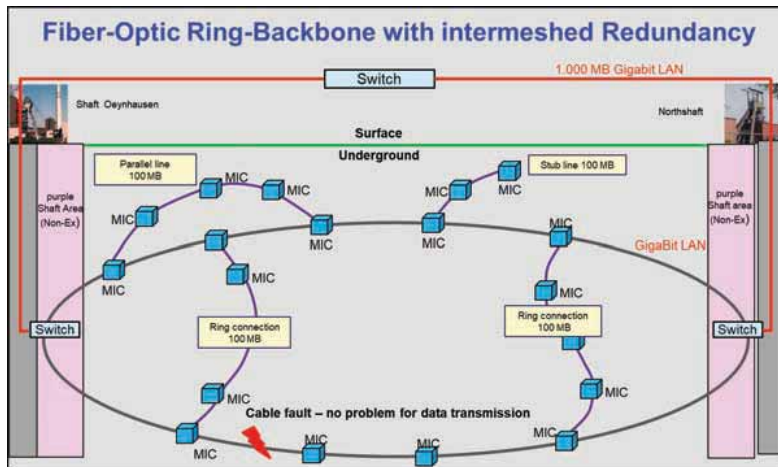 Fiber-Optic Ring-Backbone with intermeshed Redundancy
1.000 MB Gigabit LAN
Switch
Shaft Oeynhausen
Northshaft
Surface
Underground
Parallel line
100 MB
MIC
MIC
MIC
Stub line 100 MB
MIC
MIC
purple
Shaft Area
(Non-Ex)
purple
Shaft area
(Non-Ex)
MIC
MIC
MIC
GigaBit LAN
MIC
MIC
MIC
Switch
Ring connection
100 MB
Ring connection
100 MB
Switch
MIC
MIC
Cable fault – no problem for data transmission
MIC
MIC
MIC
MIC